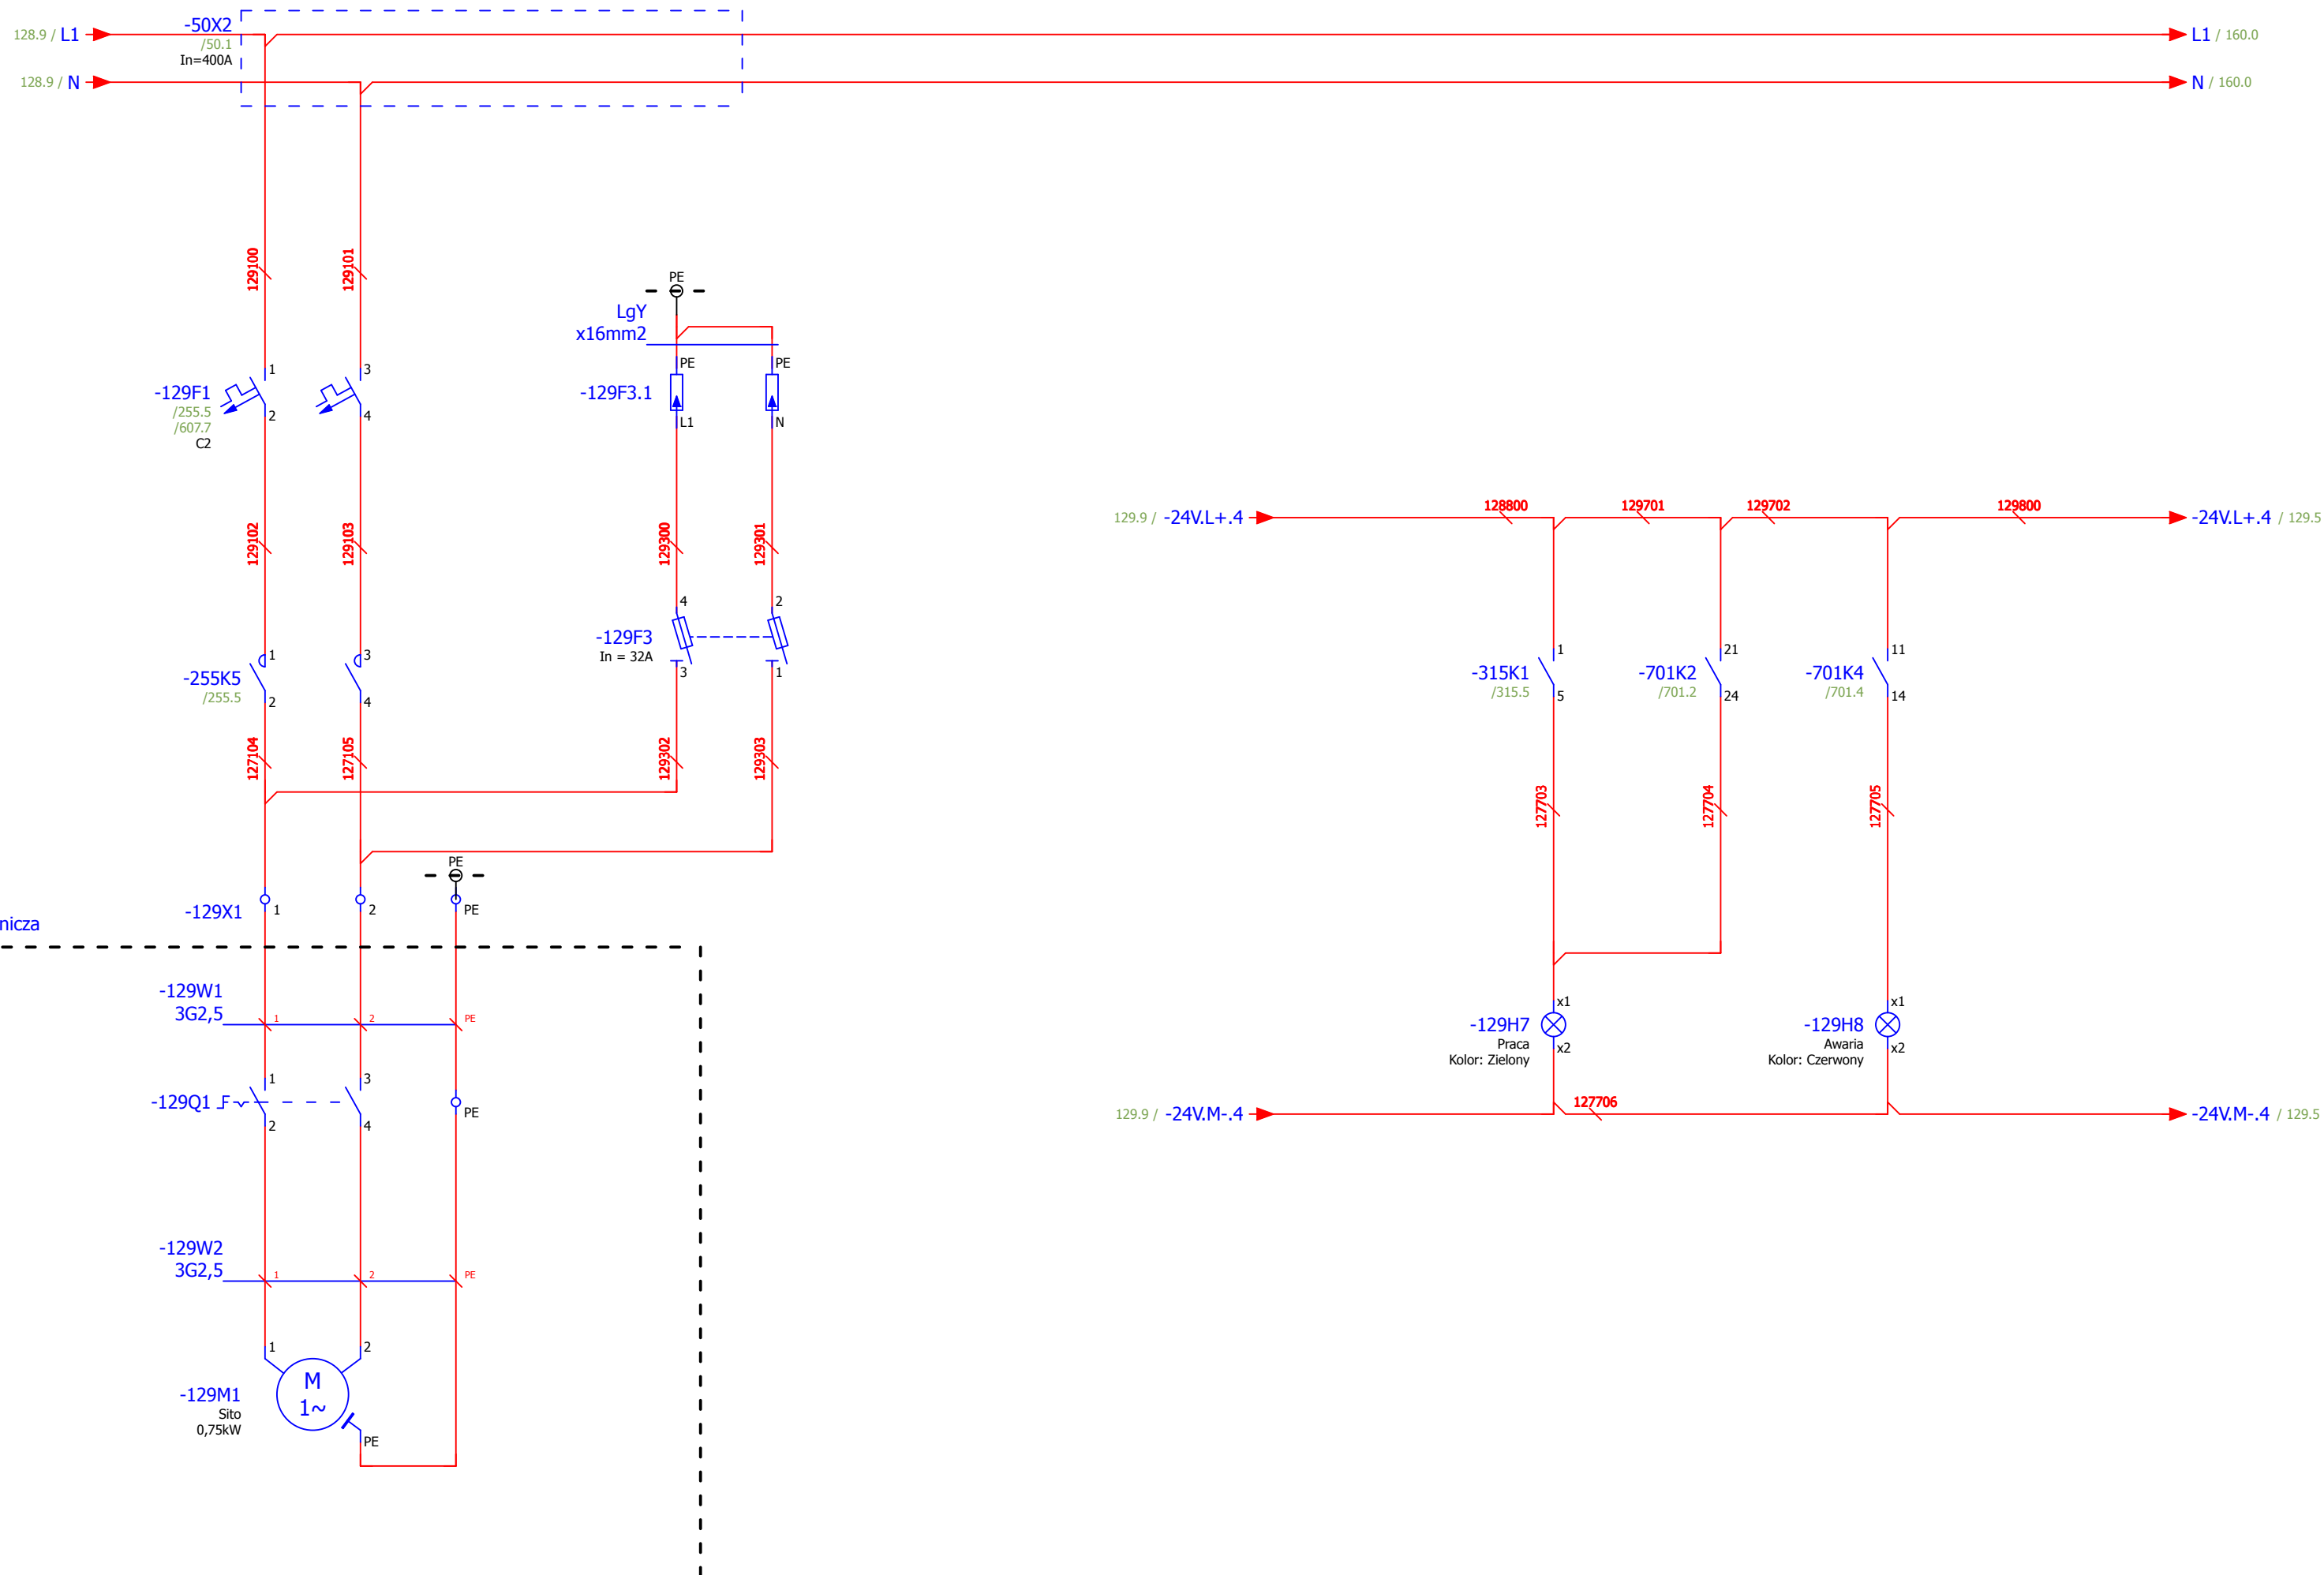 128.9 / L1
-50X2
/50.1
In=400A
L1 / 160.0
128.9 / N
N / 160.0
129100
129101
PE
LgY
x16mm2
-129F1
/255.5
/607.7
C2
1
2
3
4
-129F3.1
PE
L1
PE
N
129102
129103
129300
129301
-255K5
/255.5
1
2
3
4
-129F3
In = 32A
4
3
2
1
127104
127105
129302
129303
PE
-129X1
1
2
PE
nicza
-129W1
3G2,5
1
2
PE
-129Q1
1
2
3
4
PE
-129W2
3G2,5
1
2
PE
1
2
-129M1
Sito
0,75kW
M
1~
PE
129.9 / -24V.L+.4
128800
129701
129702
129800
-24V.L+.4 / 129.5
-315K1
/315.5
1
5
-701K2
/701.2
21
24
-701K4
/701.4
11
14
127703
127704
127705
-129H7
Praca
Kolor: Zielony
x1
x2
-129H8
Awaria
Kolor: Czerwony
x1
x2
129.9 / -24V.M-.4
127706
-24V.M-.4 / 129.5